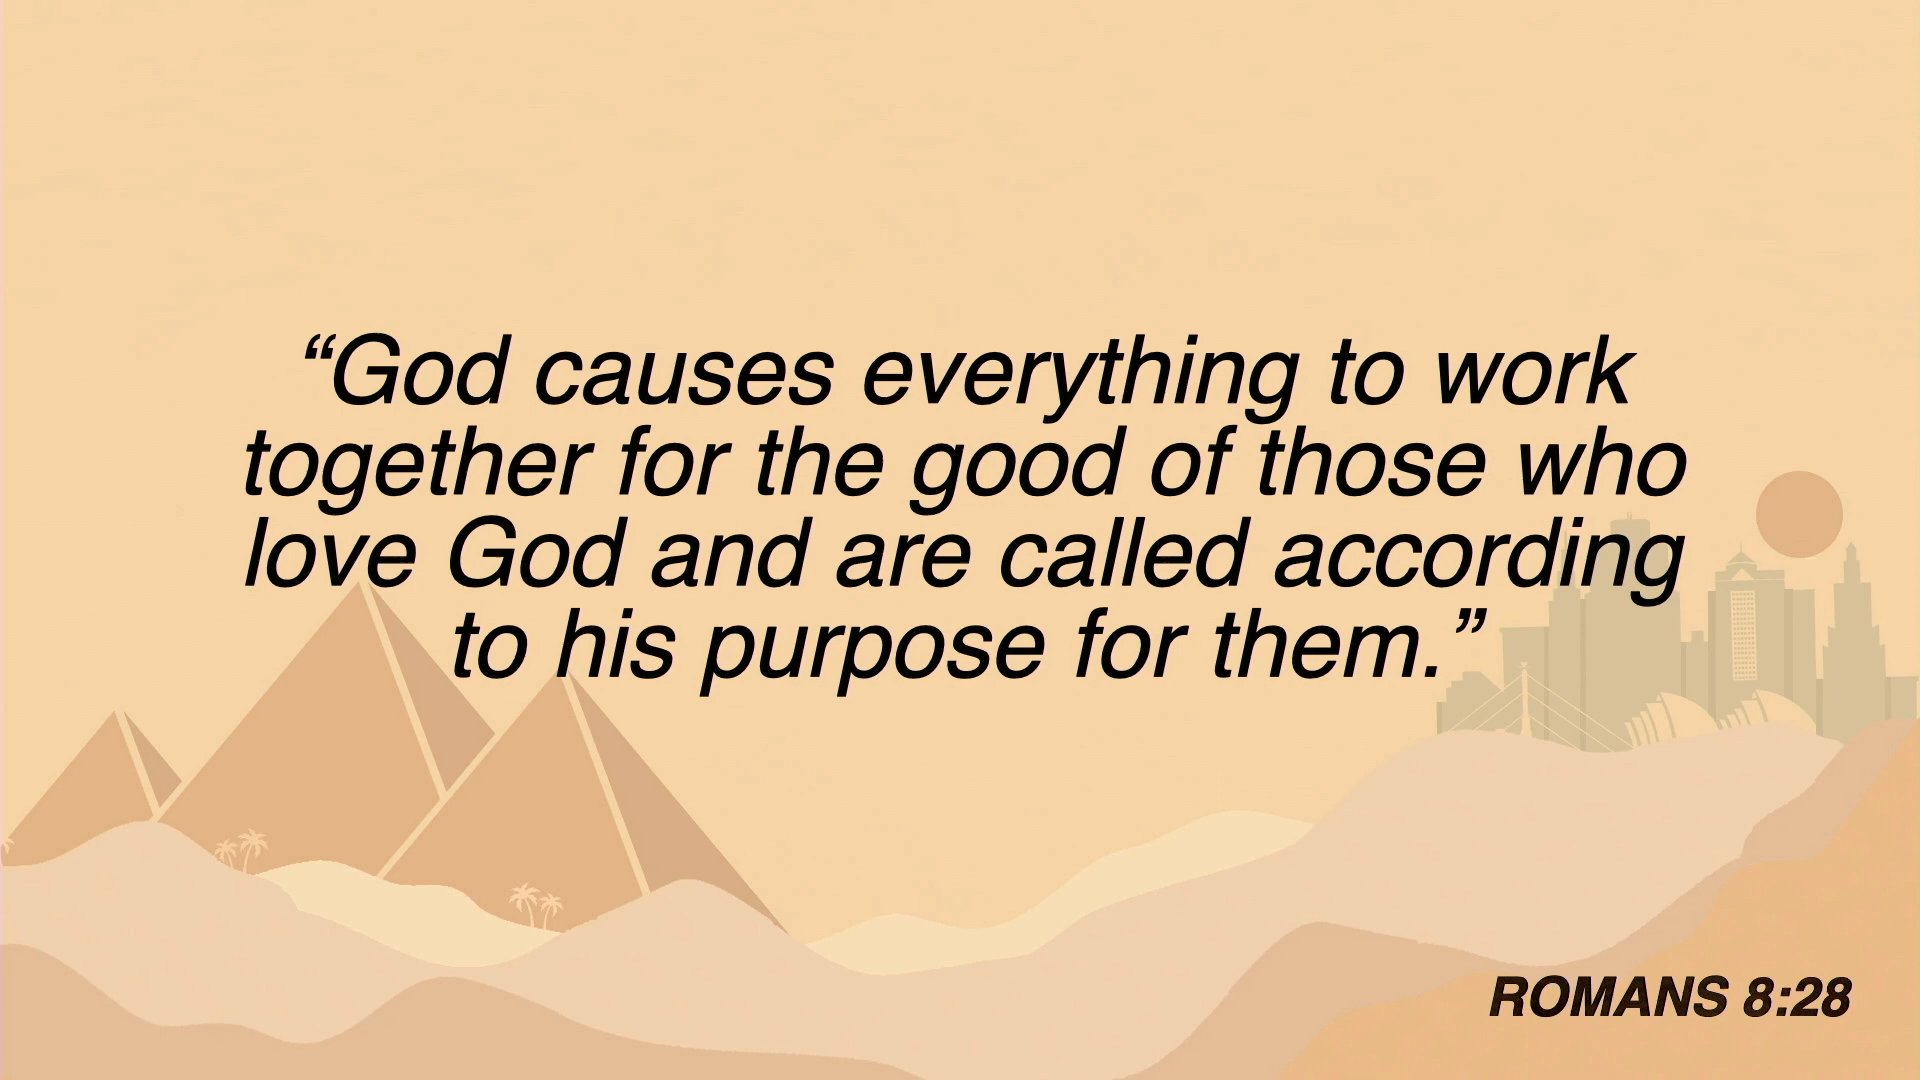 “God causes everything to work
together for the good of those who
love God and are called according
to his purpose for them.”
ROMANS 8:28